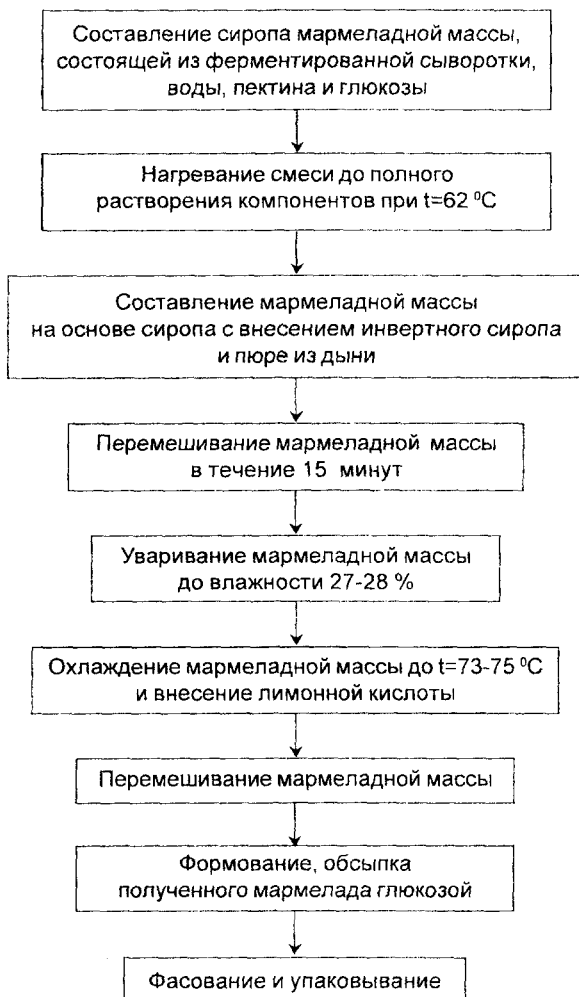 Составление сиропа мармеладной массы,
состоящей из ферментированной сыворотки,
воды, пектина и глюкозы
Нагревание смеси до полного
растворения компонентов при t=62 ⁰С
Составление мармеладной массы
на основе сиропа с внесением инвертного сиропа
и пюре из дыни
Перемешивание мармеладной массы
в течение 15 минут
Уваривание мармеладной массы
до влажности 27-28 %
Охлаждение мармеладной массы до t=73-75 ⁰С
и внесение лимонной кислоты
Перемешивание мармеладной массы
Формование, обсыпка
полученного мармелада глюкозой
Фасование и упаковывание